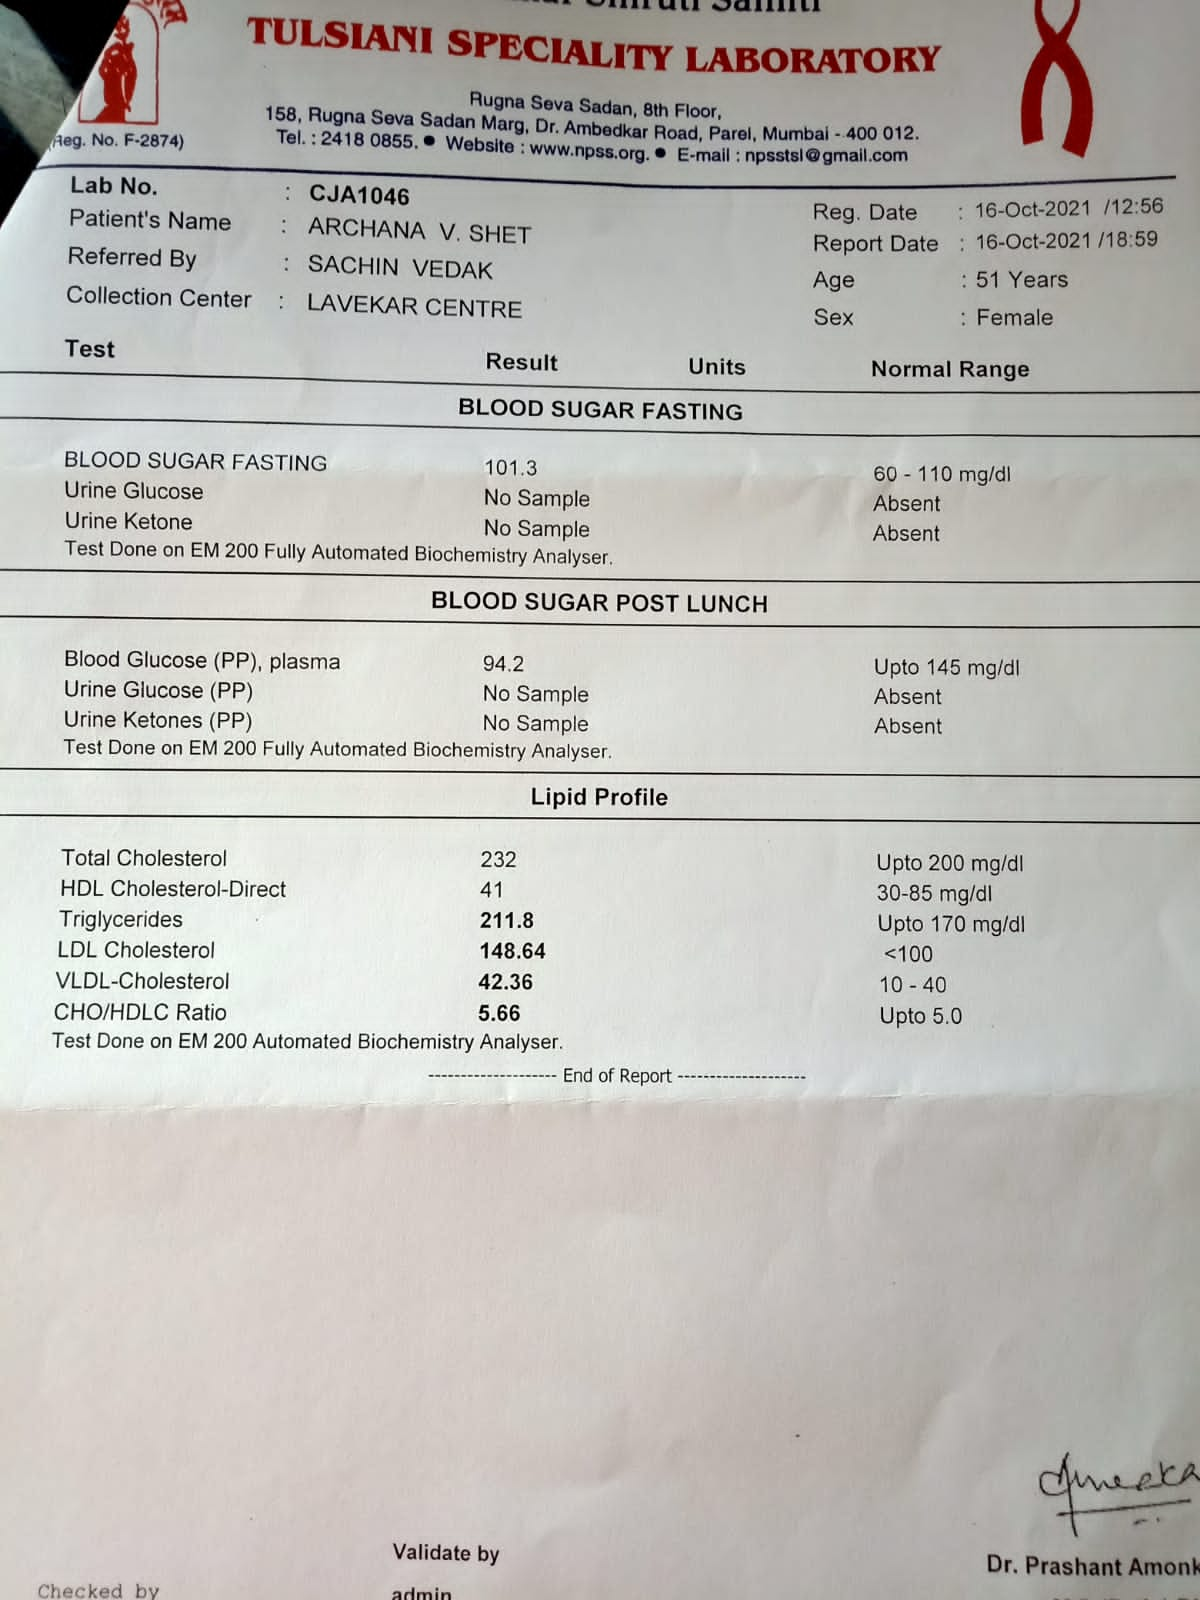 TULSIANI SPECIALITY LABORATORY
Rugna Seva Sadan, 8th Floor,
158, Rugna Seva Sadan Marg, Dr. Ambedkar Road, Parel, Mumbai - 400 012.
Tel. : 2418 0855. ● Website : www.npss.org. ● E-mail : npsstsl@gmail.com
(Reg. No. F-2874)
Lab No. : CJA1046
Patient's Name : ARCHANA V. SHET
Referred By : SACHIN VEDAK
Collection Center : LAVEKAR CENTRE
Reg. Date : 16-Oct-2021 /12:56
Report Date : 16-Oct-2021 /18:59
Age : 51 Years
Sex : Female
Test Result Units Normal Range
BLOOD SUGAR FASTING
BLOOD SUGAR FASTING 101.3 60 - 110 mg/dl
Urine Glucose No Sample Absent
Urine Ketone No Sample Absent
Test Done on EM 200 Fully Automated Biochemistry Analyser.
BLOOD SUGAR POST LUNCH
Blood Glucose (PP), plasma 94.2 Upto 145 mg/dl
Urine Glucose (PP) No Sample Absent
Urine Ketones (PP) No Sample Absent
Test Done on EM 200 Fully Automated Biochemistry Analyser.
Lipid Profile
Total Cholesterol 232 Upto 200 mg/dl
HDL Cholesterol-Direct 41 30-85 mg/dl
Triglycerides 211.8 Upto 170 mg/dl
LDL Cholesterol 148.64 <100
VLDL-Cholesterol 42.36 10 - 40
CHO/HDLC Ratio 5.66 Upto 5.0
Test Done on EM 200 Automated Biochemistry Analyser.
-------------------- End of Report --------------------
Validate by
Dr. Prashant Amonk
Checked by
admin